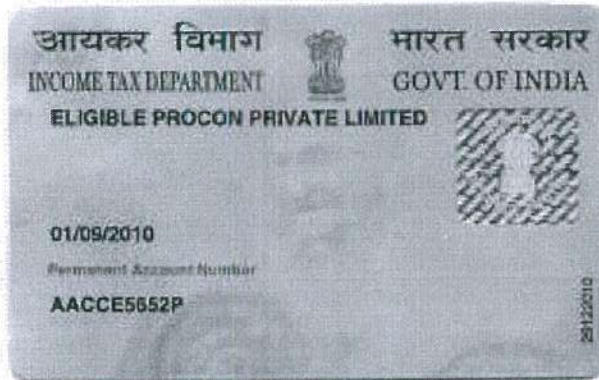 आयकर विभाग
भारत सरकार
INCOME TAX DEPARTMENT
GOVT. OF INDIA
ELIGIBLE PROCON PRIVATE LIMITED
01/09/2010
Permanent Account Number
AACCE5652P
29122010